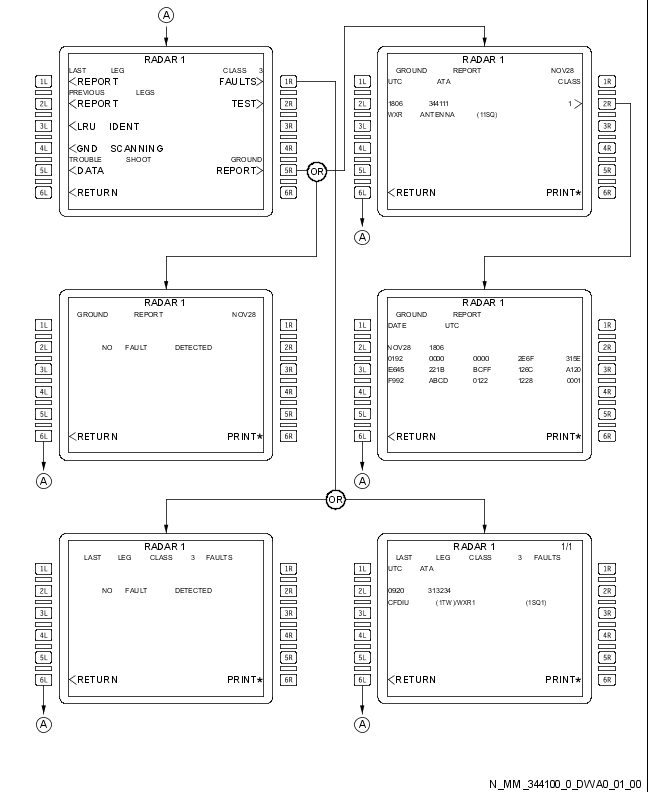 A
RADAR 1
LAST LEG CLASS 3
<REPORT FAULTS>
PREVIOUS LEGS
<REPORT TEST>
<LRU IDENT
<GND SCANNING
TROUBLE SHOOT GROUND
<DATA REPORT>
<RETURN
1L 1R
2L 2R
3L 3R
4L 4R
5L 5R
6L 6R
OR
RADAR 1
GROUND REPORT NOV28
UTC ATA CLASS
1806 344111 1 >
WXR ANTENNA (11SQ)
<RETURN PRINT*
1L 1R
2L 2R
3L 3R
4L 4R
5L 5R
6L 6R
A
RADAR 1
GROUND REPORT NOV28
NO FAULT DETECTED
<RETURN PRINT*
1L 1R
2L 2R
3L 3R
4L 4R
5L 5R
6L 6R
A
RADAR 1
GROUND REPORT
DATE UTC
NOV28 1806
0192 0000 0000 2E6F 315E
E645 221B BCFF 126C A120
F992 ABCD 0122 1228 0001
<RETURN PRINT*
1L 1R
2L 2R
3L 3R
4L 4R
5L 5R
6L 6R
A
OR
RADAR 1
LAST LEG CLASS 3 FAULTS
NO FAULT DETECTED
<RETURN PRINT*
1L 1R
2L 2R
3L 3R
4L 4R
5L 5R
6L 6R
A
RADAR 1 1/1
LAST LEG CLASS 3 FAULTS
UTC ATA
0920 313234
CFDIU (1TW)/WXR1 (1SQ1)
<RETURN PRINT*
1L 1R
2L 2R
3L 3R
4L 4R
5L 5R
6L 6R
A
N_MM_344100_0_DWA0_01_00